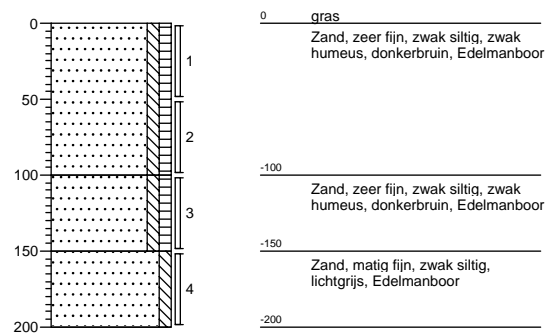 0
50
100
150
200
1
2
3
4
0 gras
Zand, zeer fijn, zwak siltig, zwak
humeus, donkerbruin, Edelmanboor
-100
Zand, zeer fijn, zwak siltig, zwak
humeus, donkerbruin, Edelmanboor
-150
Zand, matig fijn, zwak siltig,
lichtgrijs, Edelmanboor
-200